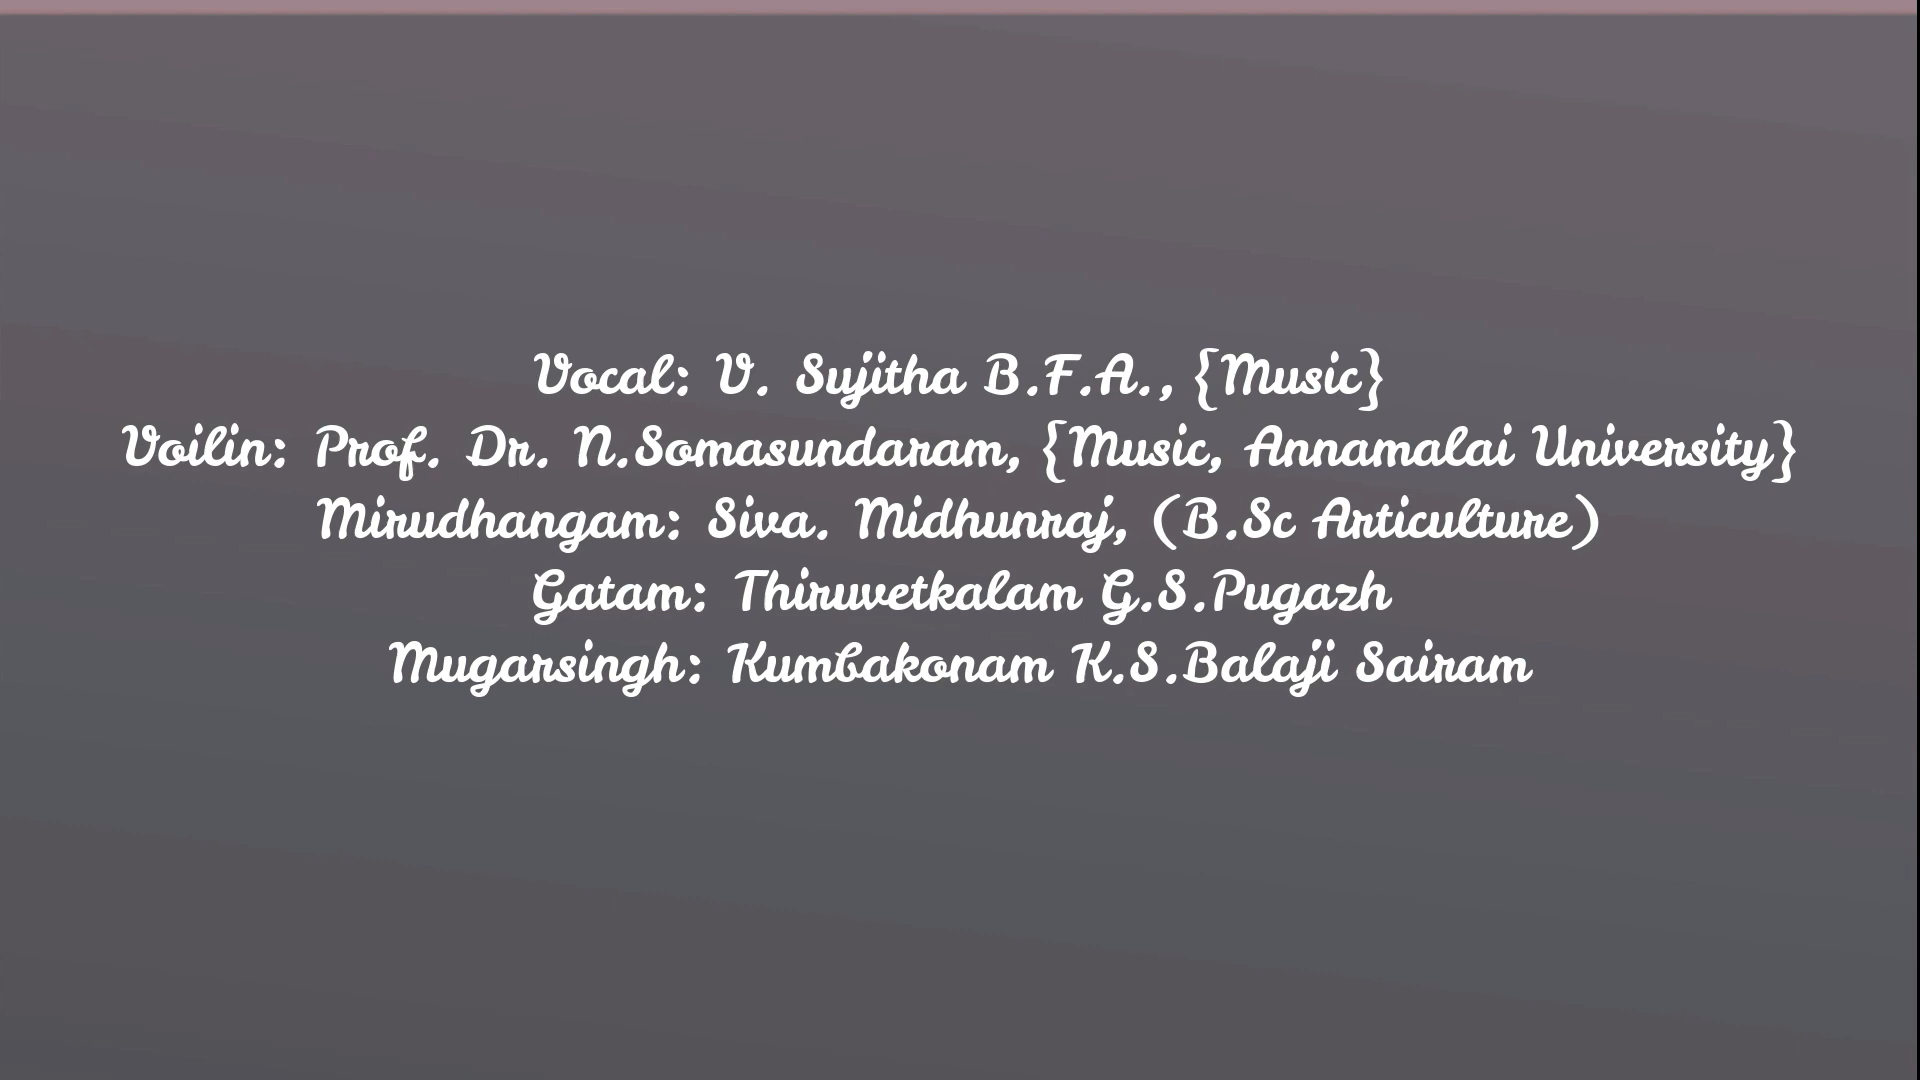 Vocal: V. Sujitha B.F.A., {Music}
Voilin: Prof. Dr. N.Somasundaram, {Music, Annamalai University}
Mirudhangam: Siva. Midhunraj, (B.Sc Articulture)
Gatam: Thiruvetkalam G.S.Pugazh
Mugarsingh: Kumbakonam K.S.Balaji Sairam